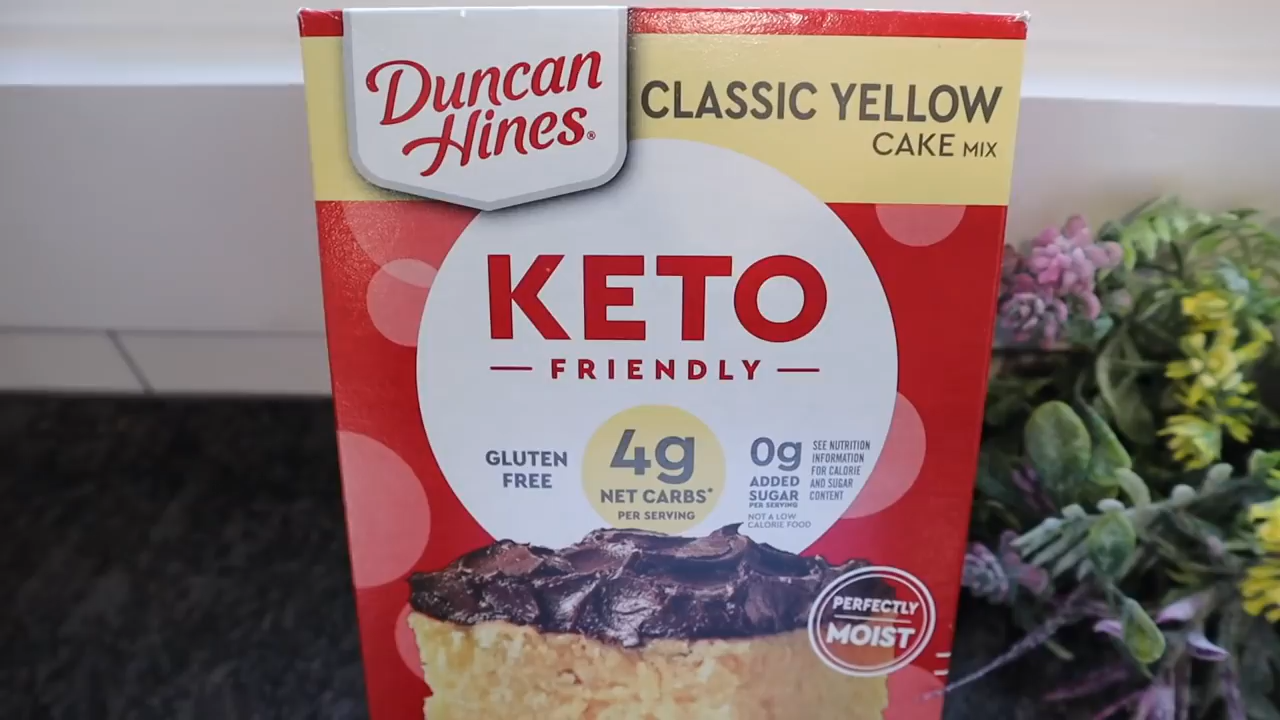 Duncan
Hines®
CLASSIC YELLOW
CAKE MIX
KETO
FRIENDLY
GLUTEN
FREE
4g
NET CARBS*
PER SERVING
0g
ADDED
SUGAR
PER SERVING
NOT A LOW
CALORIE FOOD
SEE NUTRITION
INFORMATION
FOR CALORIE
AND SUGAR
CONTENT
PERFECTLY
MOIST